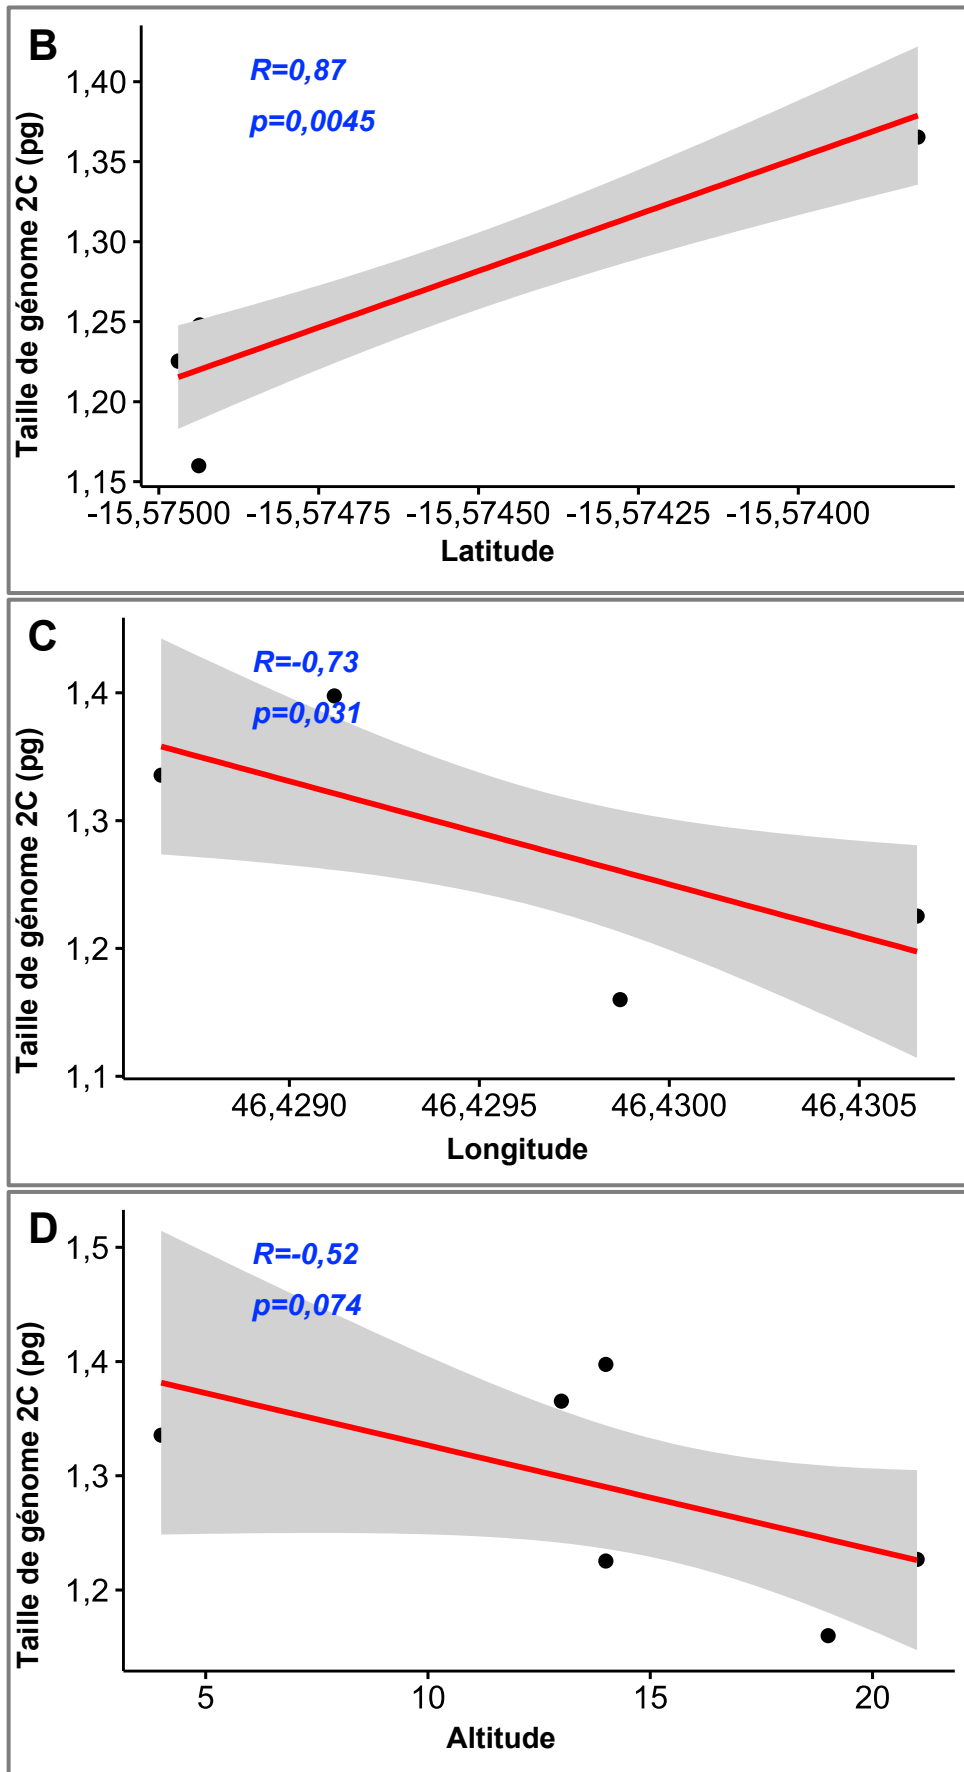 B
R=0,87
p=0,0045
Taille de génome 2C (pg)
1,40
1,35
1,30
1,25
1,20
1,15
-15,57500 -15,57475 -15,57450 -15,57425 -15,57400
Latitude
C
R=-0,73
p=0,031
Taille de génome 2C (pg)
1,4
1,3
1,2
1,1
46,4290 46,4295 46,4300 46,4305
Longitude
D
R=-0,52
p=0,074
Taille de génome 2C (pg)
1,5
1,4
1,3
1,2
5 10 15 20
Altitude